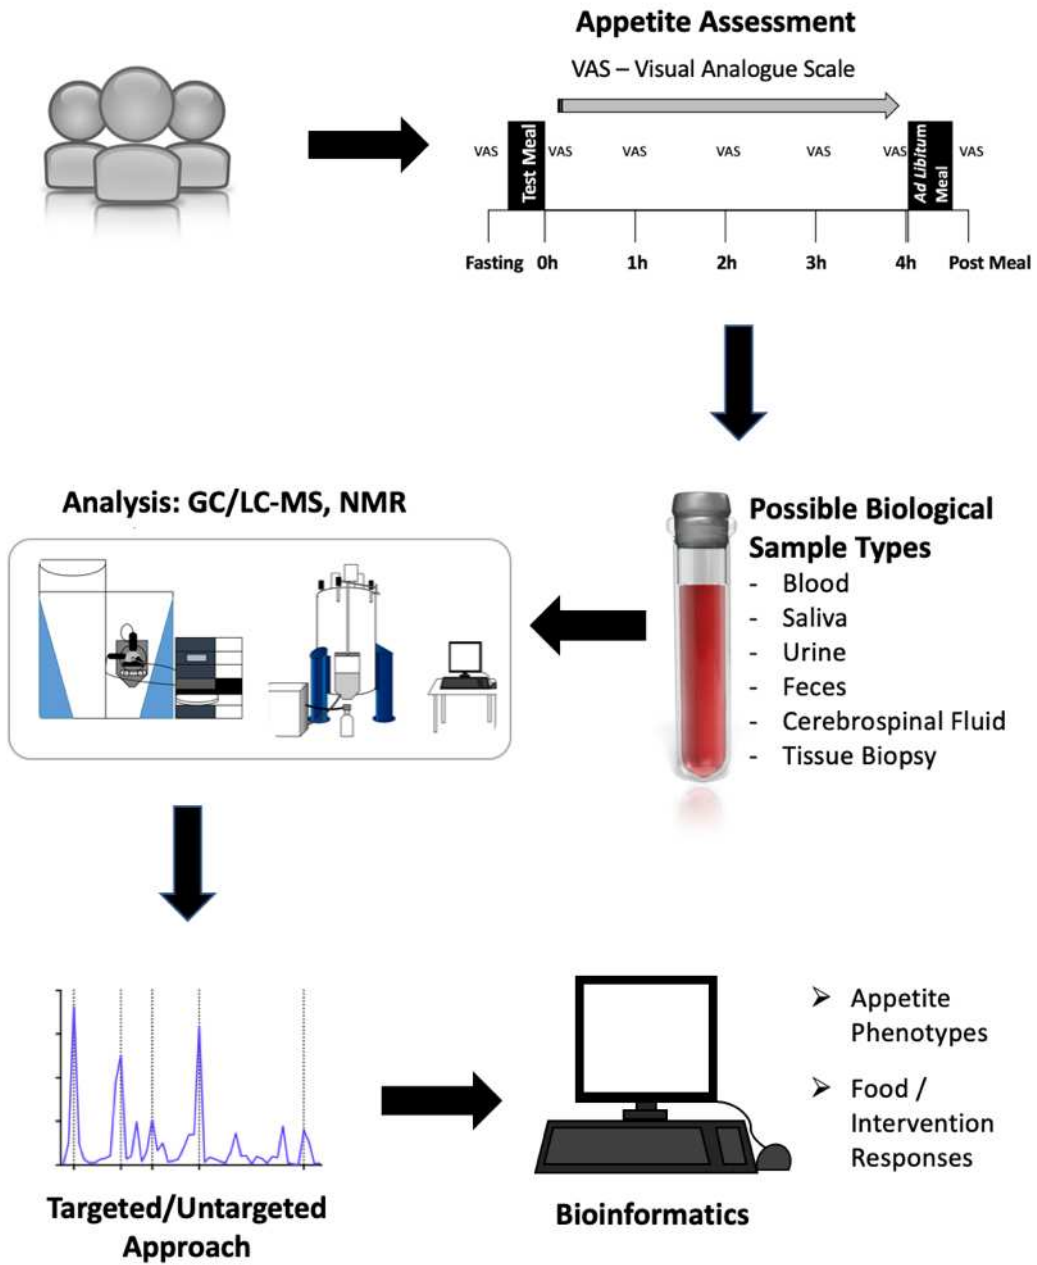 Appetite Assessment
VAS – Visual Analogue Scale
VAS
Test Meal
VAS
VAS
VAS
VAS
VAS
Ad Libitum
Meal
VAS
Fasting 0h 1h 2h 3h 4h Post Meal
Analysis: GC/LC-MS, NMR
Possible Biological
Sample Types
- Blood
- Saliva
- Urine
- Feces
- Cerebrospinal Fluid
- Tissue Biopsy
Targeted/Untargeted
Approach
Bioinformatics
➢ Appetite
Phenotypes
➢ Food /
Intervention
Responses